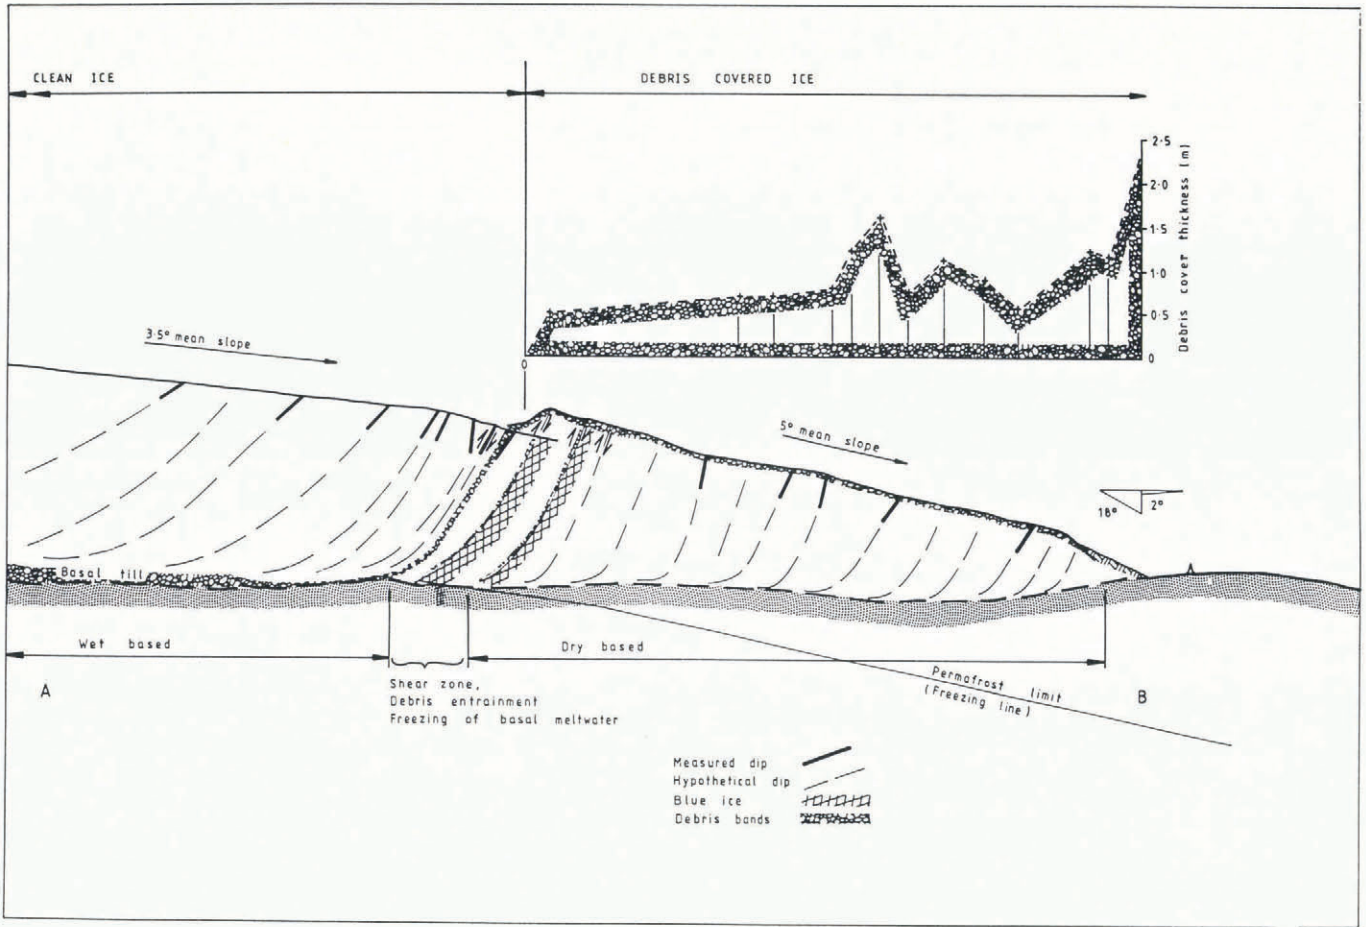 CLEAN ICE
DEBRIS COVERED ICE
2·5
2·0
1·5
1·0
0·5
0
Debris cover thickness (m)
0
3·5° mean slope
5° mean slope
18°
2°
Basal till
Wet based
Dry based
A
Shear zone,
Debris entrainment
Freezing of basal meltwater
Permafrost limit
(Freezing line)
B
Measured dip
Hypothetical dip
Blue ice
Debris bands